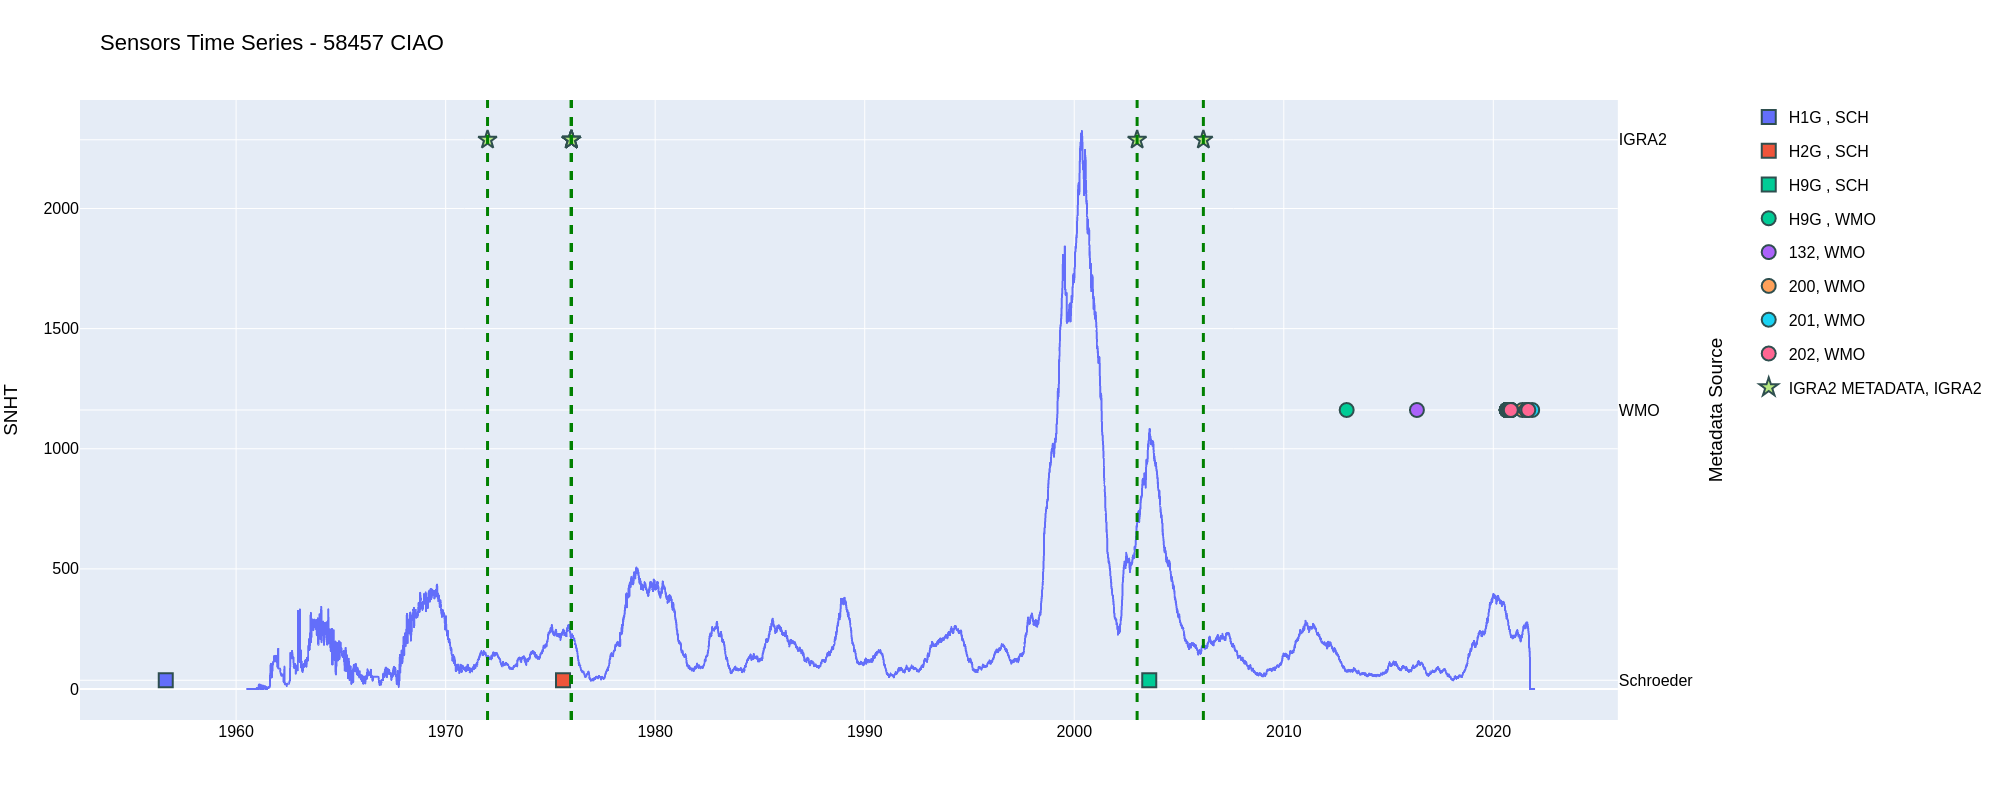 Sensors Time Series - 58457 CIAO
SNHT
2000
1500
1000
500
0
1960
1970
1980
1990
2000
2010
2020
IGRA2
WMO
Schroeder
Metadata Source
H1G , SCH
H2G , SCH
H9G , SCH
H9G , WMO
132, WMO
200, WMO
201, WMO
202, WMO
IGRA2 METADATA, IGRA2